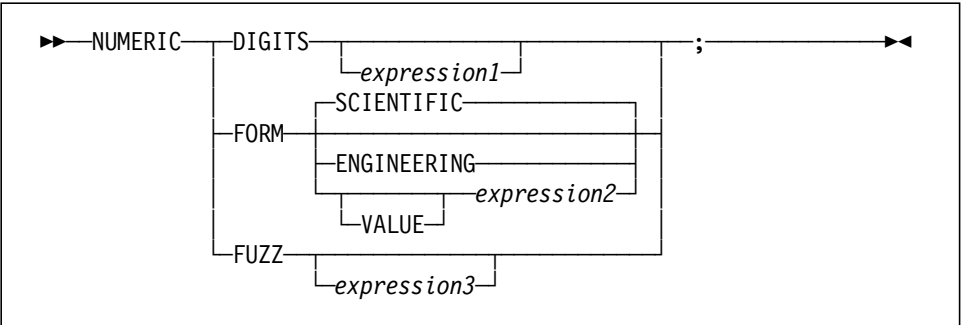 NUMERIC DIGITS ;
expression1
SCIENTIFIC
FORM
ENGINEERING
expression2
VALUE
FUZZ
expression3